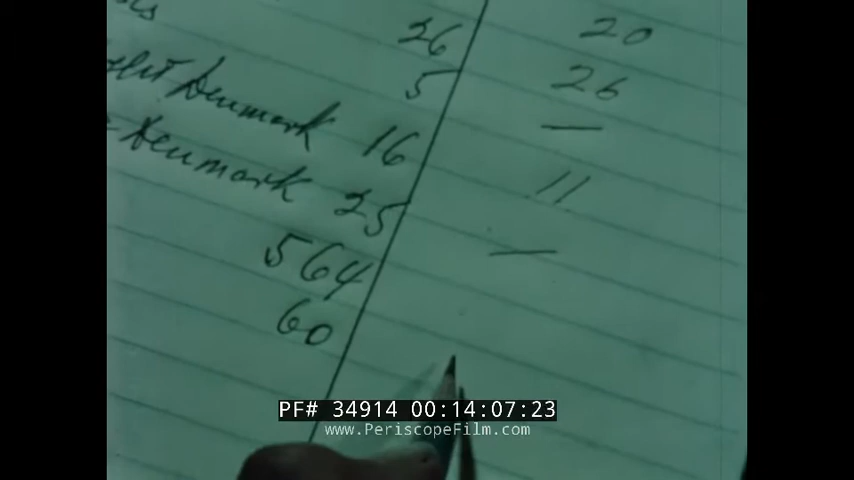 26 20
5 26
Denmark 16 —
Denmark 25 11
564 —
60
PF# 34914 00:14:07:23
www.PeriscopeFilm.com